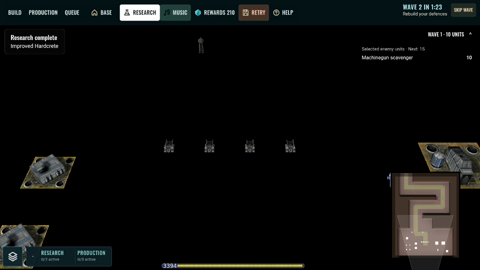 BUILD
PRODUCTION
QUEUE
BASE
RESEARCH
MUSIC
REWARDS 210
RETRY
HELP
WAVE 2 IN 1:23
Rebuild your defences
SKIP WAVE
Research complete
Improved Hardcrete
WAVE 1 · 10 UNITS
Selected enemy units · Next: 15
Machinegun scavenger 10
RESEARCH
PRODUCTION
3394